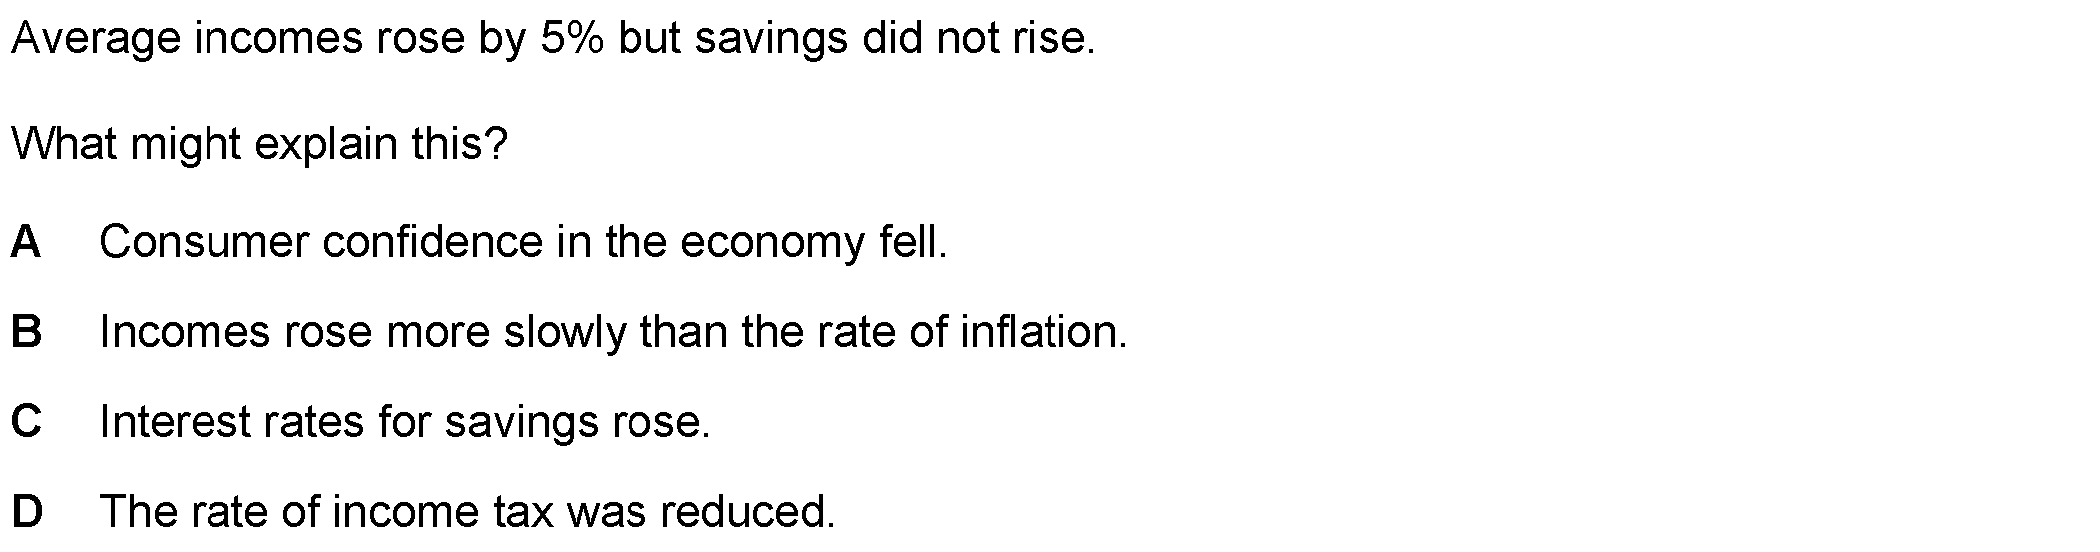 Average incomes rose by 5% but savings did not rise.
What might explain this?
A Consumer confidence in the economy fell.
B Incomes rose more slowly than the rate of inflation.
C Interest rates for savings rose.
D The rate of income tax was reduced.